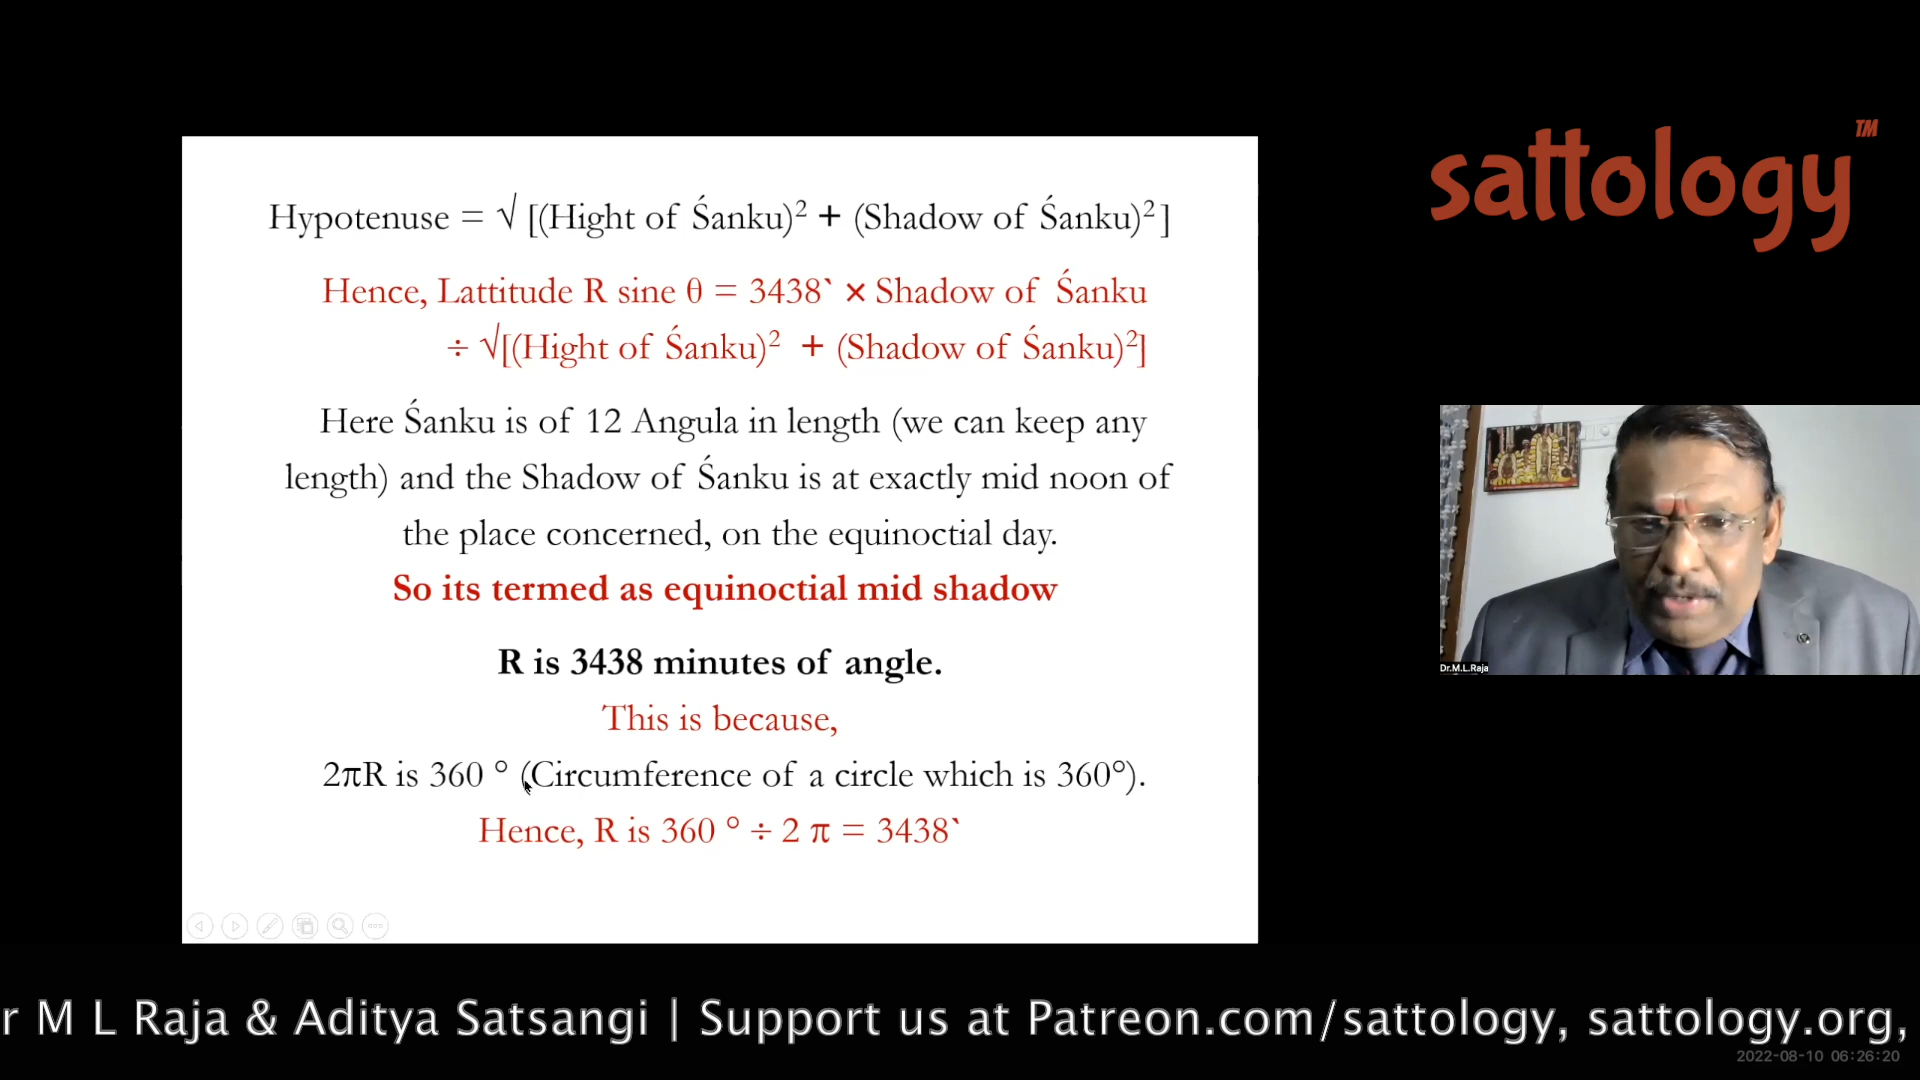 Hypotenuse = √ [(Hight of Śanku)² + (Shadow of Śanku)²]
Hence, Lattitude R sine θ = 3438` × Shadow of Śanku
÷ √[(Hight of Śanku)² + (Shadow of Śanku)²]
Here Śanku is of 12 Angula in length (we can keep any
length) and the Shadow of Śanku is at exactly mid noon of
the place concerned, on the equinoctial day.
So its termed as equinoctial mid shadow
R is 3438 minutes of angle.
This is because,
2πR is 360 ° (Circumference of a circle which is 360°).
Hence, R is 360 ° ÷ 2 π = 3438`
sattology™
Dr.M.L.Raja
r M L Raja & Aditya Satsangi | Support us at Patreon.com/sattology, sattology.org,
2022-08-10 06:26:20